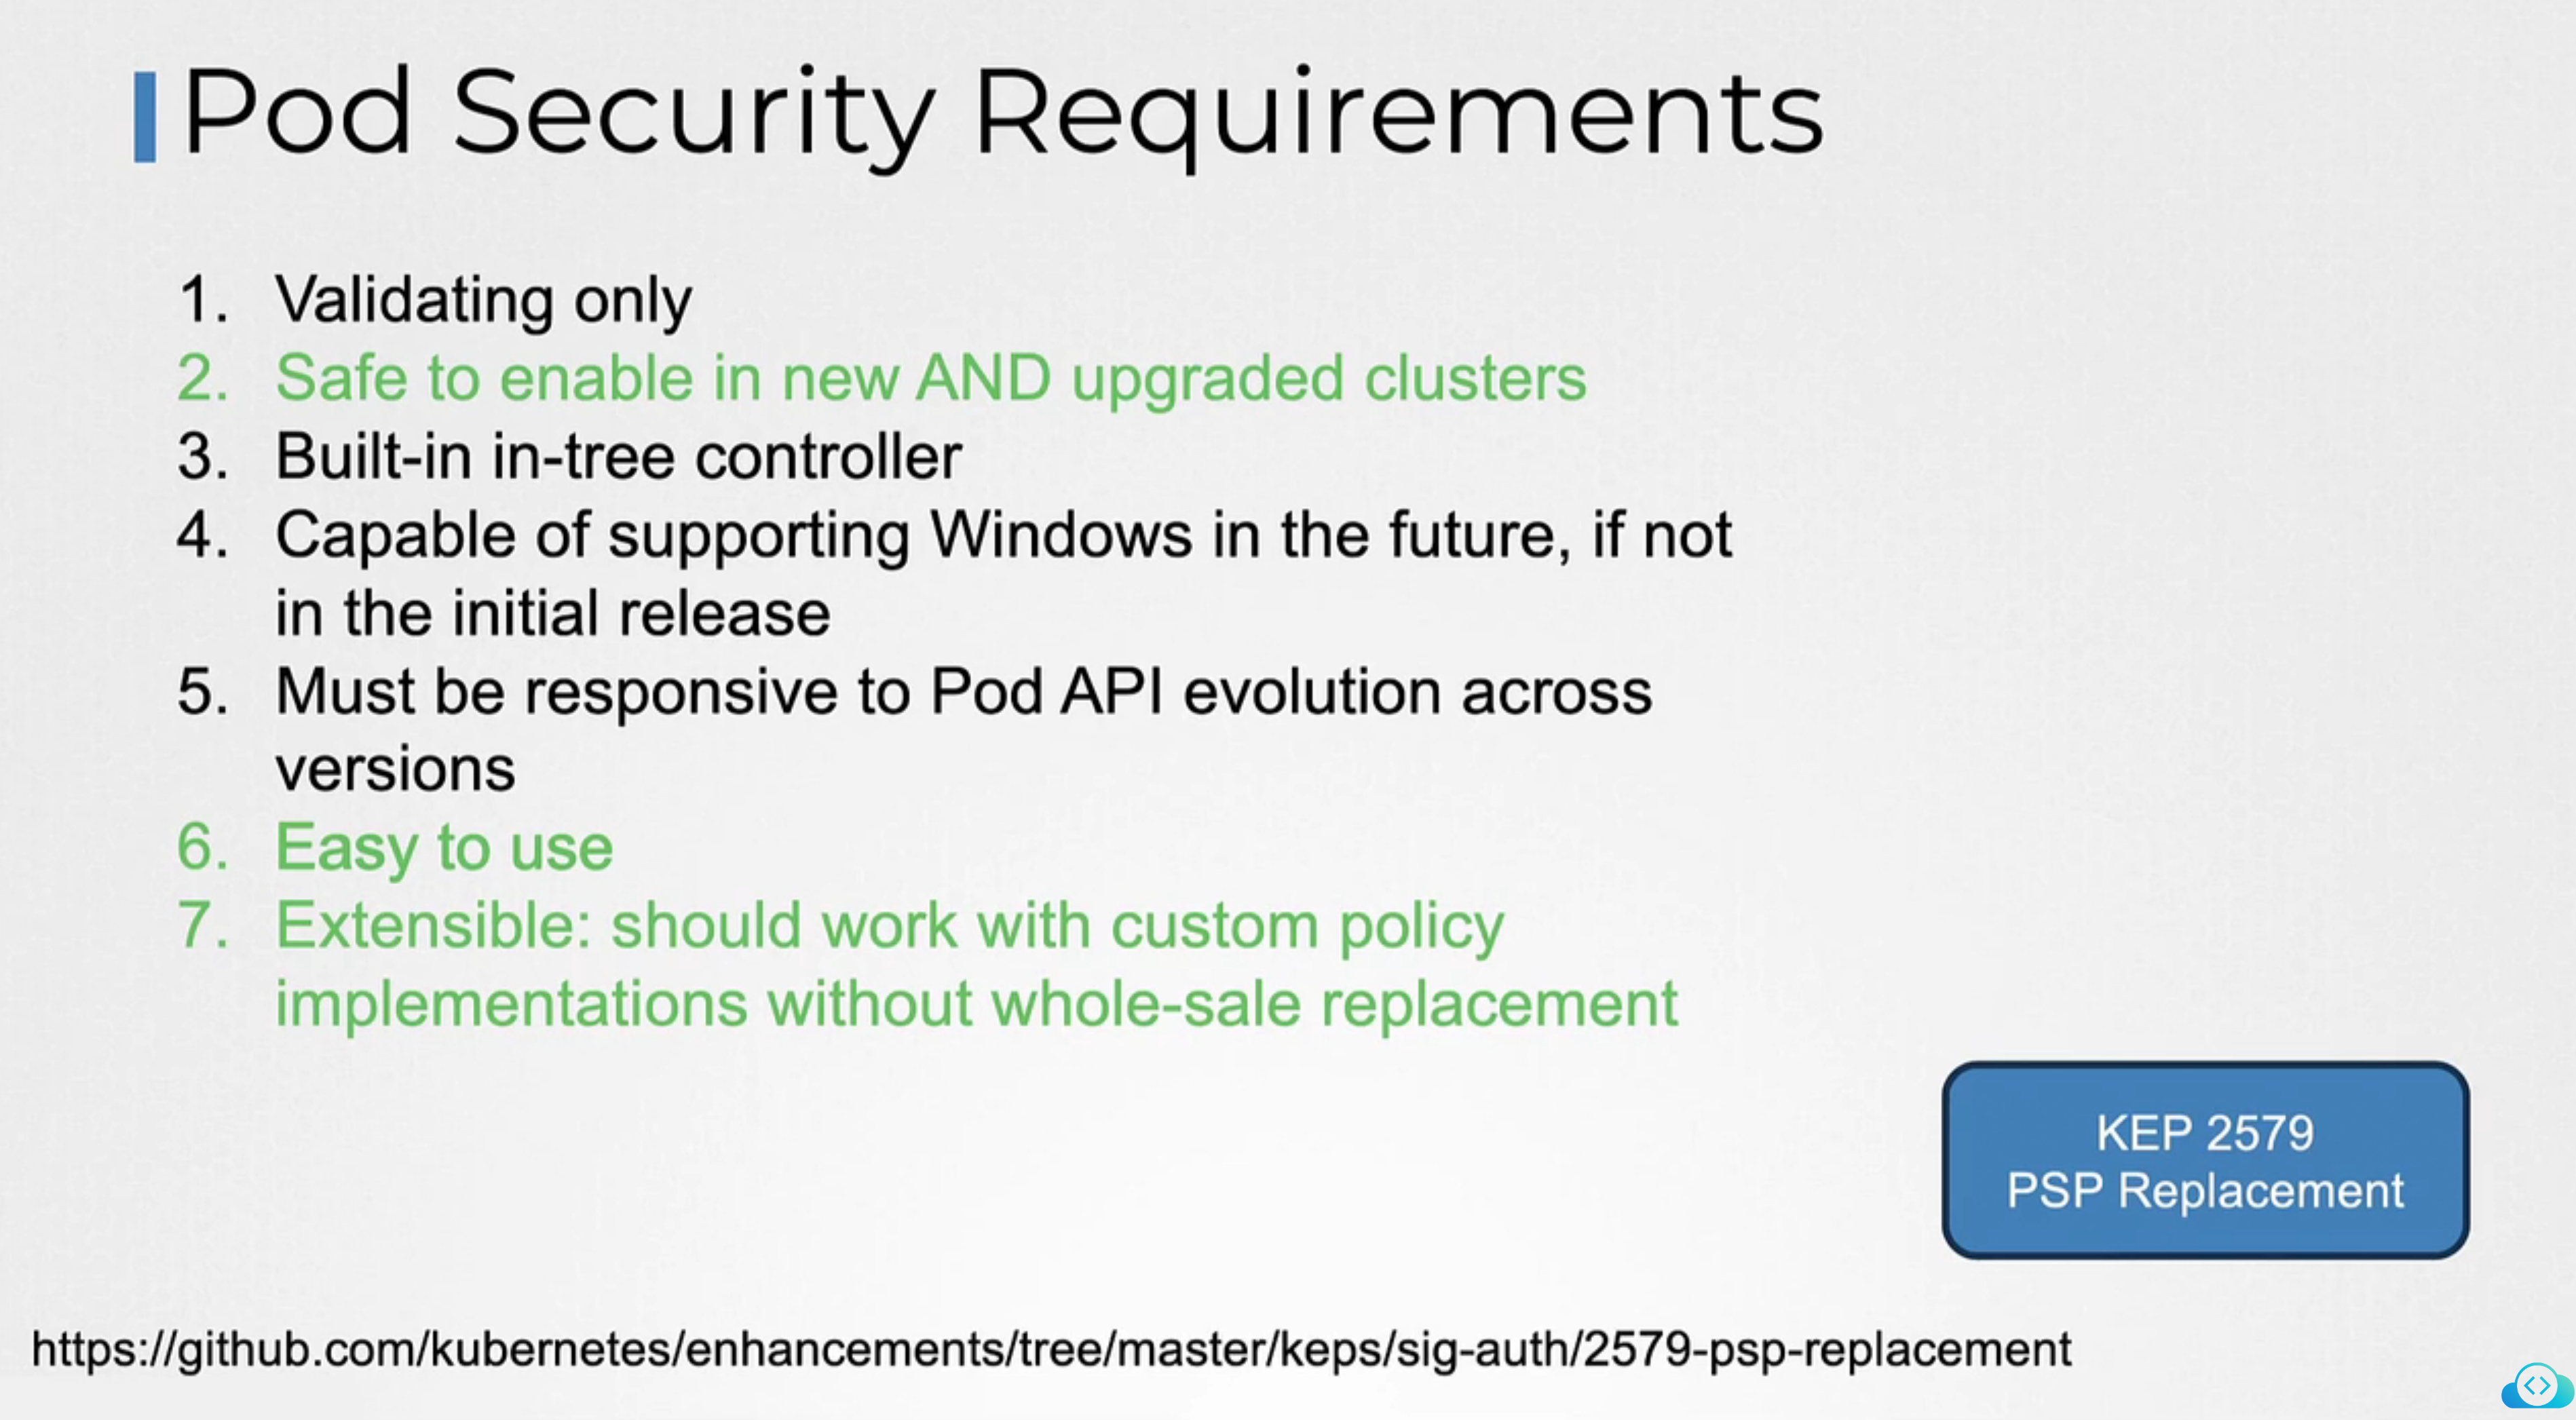 Pod Security Requirements
1. Validating only
2. Safe to enable in new AND upgraded clusters
3. Built-in in-tree controller
4. Capable of supporting Windows in the future, if not
in the initial release
5. Must be responsive to Pod API evolution across
versions
6. Easy to use
7. Extensible: should work with custom policy
implementations without whole-sale replacement
KEP 2579
PSP Replacement
https://github.com/kubernetes/enhancements/tree/master/keps/sig-auth/2579-psp-replacement